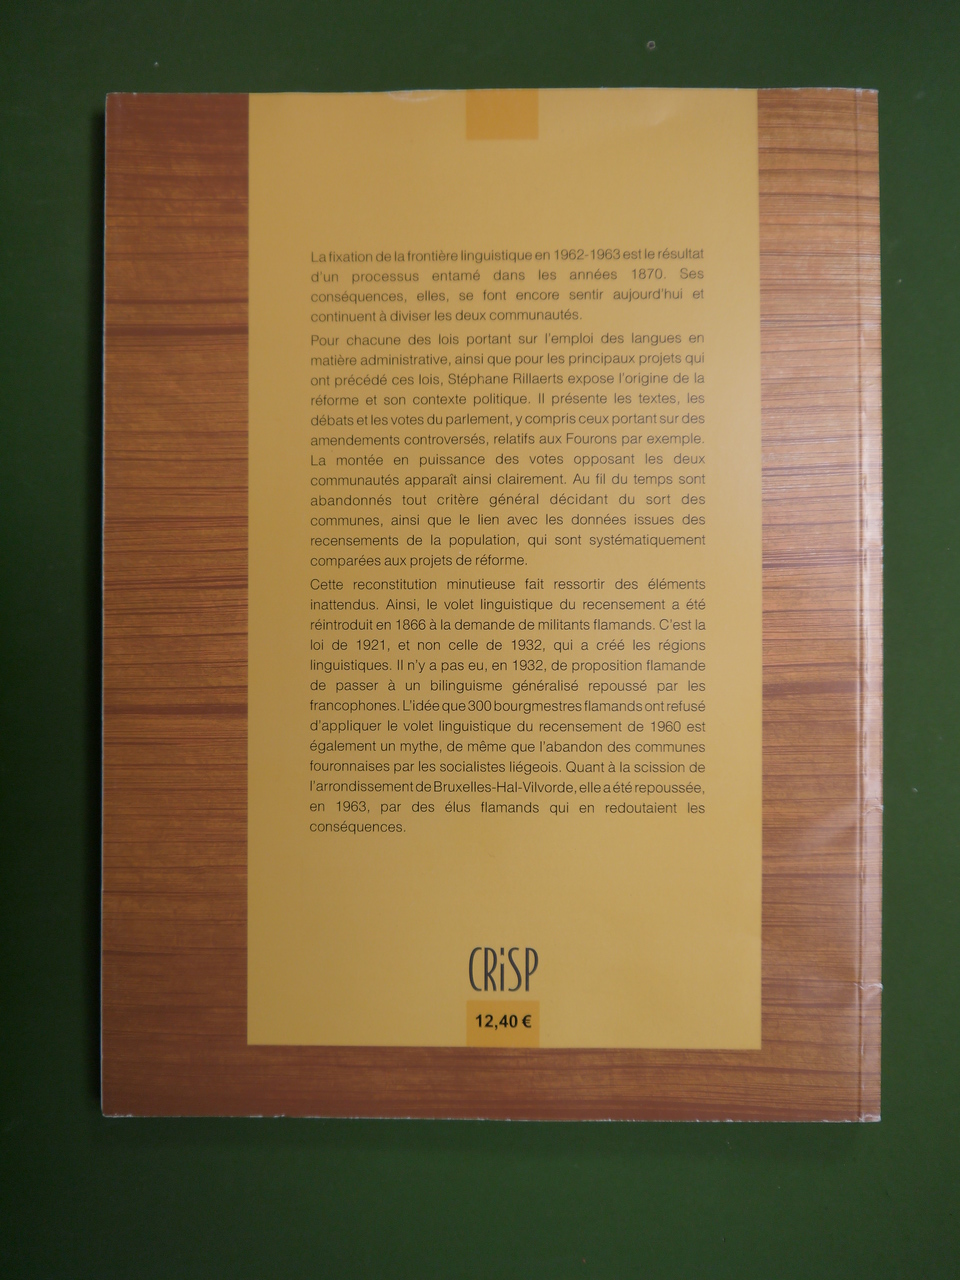 La fixation de la frontière linguistique en 1962-1963 est le résultat
d'un processus entamé dans les années 1870. Ses
conséquences, elles, se font encore sentir aujourd'hui et
continuent à diviser les deux communautés.
Pour chacune des lois portant sur l'emploi des langues en
matière administrative, ainsi que pour les principaux projets qui
ont précédé ces lois, Stéphane Rillaerts expose l'origine de la
réforme et son contexte politique. Il présente les textes, les
débats et les votes du parlement, y compris ceux portant sur des
amendements controversés, relatifs aux Fourons par exemple.
La montée en puissance des votes opposant les deux
communautés apparaît ainsi clairement. Au fil du temps sont
abandonnés tout critère général décidant du sort des
communes, ainsi que le lien avec les données issues des
recensements de la population, qui sont systématiquement
comparées aux projets de réforme.
Cette reconstitution minutieuse fait ressortir des éléments
inattendus. Ainsi, le volet linguistique du recensement a été
réintroduit en 1866 à la demande de militants flamands. C'est la
loi de 1921, et non celle de 1932, qui a créé les régions
linguistiques. Il n'y a pas eu, en 1932, de proposition flamande
de passer à un bilinguisme généralisé repoussé par les
francophones. L'idée que 300 bourgmestres flamands ont refusé
d'appliquer le volet linguistique du recensement de 1960 est
également un mythe, de même que l'abandon des communes
fouronnaises par les socialistes liégeois. Quant à la scission de
l'arrondissement de Bruxelles-Hal-Vilvorde, elle a été repoussée,
en 1963, par des élus flamands qui en redoutaient les
conséquences.
CRiSP
12,40 €